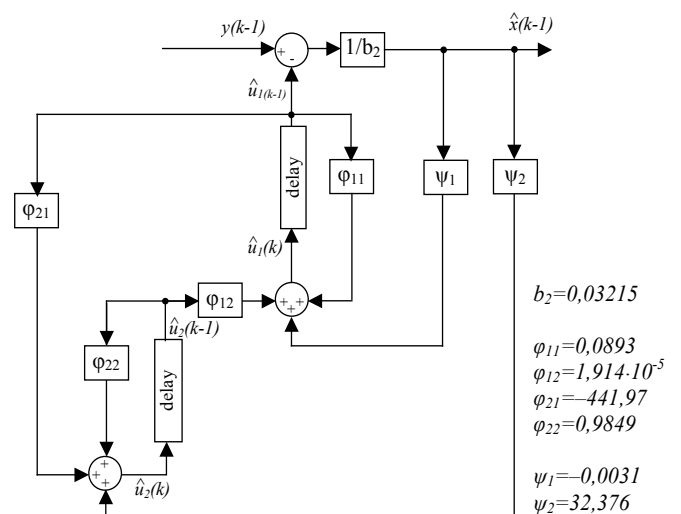 y(k-1)
x̂(k-1)
+
-
1/b₂
û₁₍ₖ₋₁₎
delay
φ₁₁
ψ₁
ψ₂
φ₂₁
û₁(k)
φ₁₂
+ + +
b₂=0,03215
û₂(k-1)
φ₂₂
delay
φ₁₁=0,0893
φ₁₂=1,914·10⁻⁵
φ₂₁=–441,97
φ₂₂=0,9849
+
+ +
û₂(k)
ψ₁=–0,0031
ψ₂=32,376